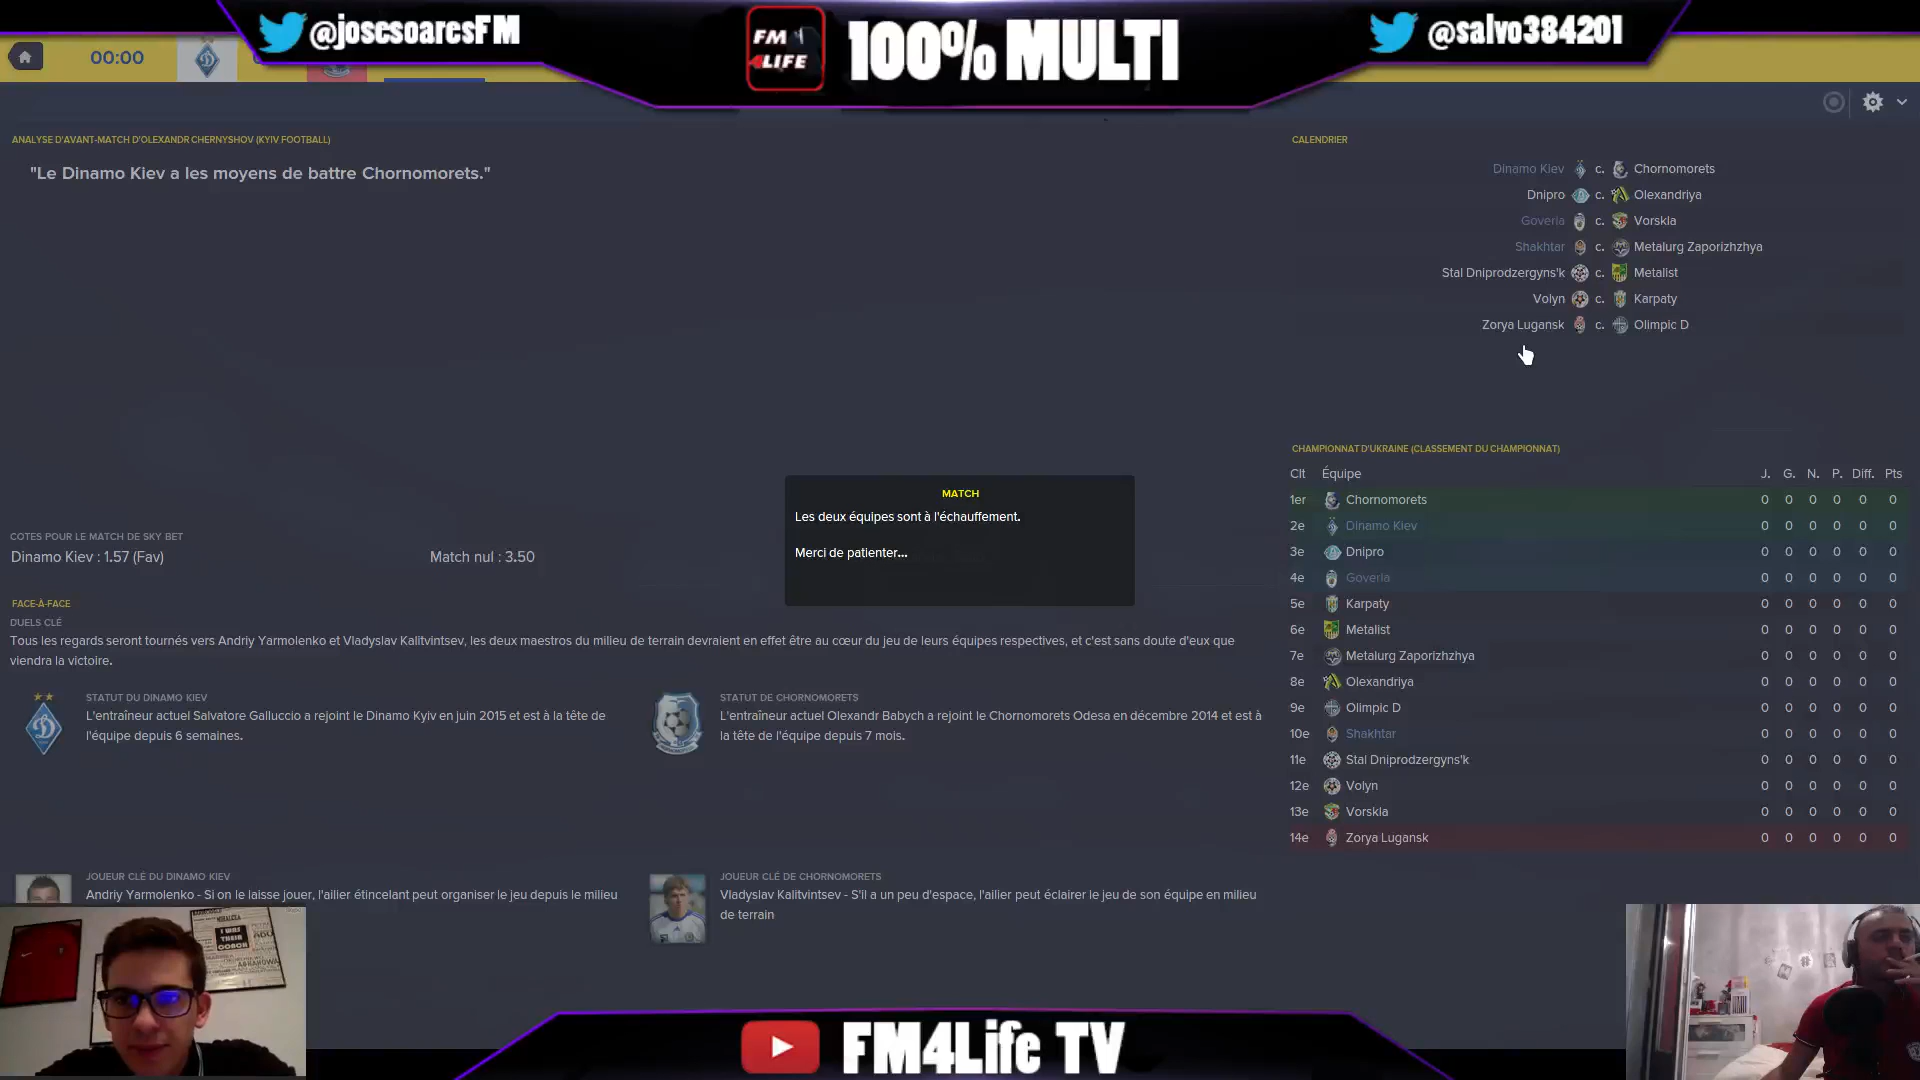 @josesoaresFM
FM 4 LIFE
100% MULTI
@salvo384201
00:00
ANALYSE D'AVANT-MATCH D'OLEXANDR CHERNYSHOV (KYIV FOOTBALL)
"Le Dinamo Kiev a les moyens de battre Chornomorets."
CALENDRIER
Dinamo Kiev c. Chornomorets
Dnipro c. Olexandriya
Goverla c. Vorskla
Shakhtar c. Metalurg Zaporizhzhya
Stal Dniprodzergyns'k c. Metalist
Volyn c. Karpaty
Zorya Lugansk c. Olimpic D
CHAMPIONNAT D'UKRAINE (CLASSEMENT DU CHAMPIONNAT)
Clt Équipe J. G. N. P. Diff. Pts
1er Chornomorets 0 0 0 0 0 0
2e Dinamo Kiev 0 0 0 0 0 0
3e Dnipro 0 0 0 0 0 0
4e Goverla 0 0 0 0 0 0
5e Karpaty 0 0 0 0 0 0
6e Metalist 0 0 0 0 0 0
7e Metalurg Zaporizhzhya 0 0 0 0 0 0
8e Olexandriya 0 0 0 0 0 0
9e Olimpic D 0 0 0 0 0 0
10e Shakhtar 0 0 0 0 0 0
11e Stal Dniprodzergyns'k 0 0 0 0 0 0
12e Volyn 0 0 0 0 0 0
13e Vorskla 0 0 0 0 0 0
14e Zorya Lugansk 0 0 0 0 0 0
MATCH
Les deux équipes sont à l'échauffement.
Merci de patienter...
COTES POUR LE MATCH DE SKY BET
Dinamo Kiev : 1.57 (Fav) Match nul : 3.50
FACE-À-FACE
DUELS CLÉ
Tous les regards seront tournés vers Andriy Yarmolenko et Vladyslav Kalitvintsev, les deux maestros du milieu de terrain devraient en effet être au cœur du jeu de leurs équipes respectives, et c'est sans doute d'eux que
viendra la victoire.
STATUT DU DINAMO KIEV
L'entraîneur actuel Salvatore Galluccio a rejoint le Dinamo Kyiv en juin 2015 et est à la tête de
l'équipe depuis 6 semaines.
STATUT DE CHORNOMORETS
L'entraîneur actuel Olexandr Babych a rejoint le Chornomorets Odesa en décembre 2014 et est à
la tête de l'équipe depuis 7 mois.
JOUEUR CLÉ DU DINAMO KIEV
Andriy Yarmolenko - Si on le laisse jouer, l'ailier étincelant peut organiser le jeu depuis le milieu
JOUEUR CLÉ DE CHORNOMORETS
Vladyslav Kalitvintsev - S'il a un peu d'espace, l'ailier peut éclairer le jeu de son équipe en milieu
de terrain
I WAS
THEIR
COACH
FM4Life TV